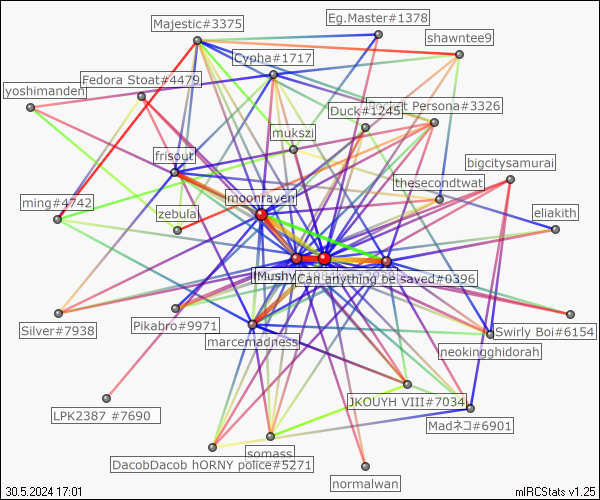 Eg.Master#1378
Majestic#3375
shawntee9
Cypha#1717
Fedora Stoat#4479
yoshimanden
Persona#3326
Duck#1245
mukszi
frisout
bigcitysamurai
thesecondtwat
moonraven
ming#4742
zebula
eliakith
Mushy
Can anything be saved#0396
Silver#7938
Pikabro#9971
Swirly Boi#6154
marcemadness
neokingghidorah
JKOUYH VIII#7034
LPK2387 #7690
Madネコ#6901
somass
DacobDacob hORNY police#5271
normalwan
30.5.2024 17:01
mIRCStats v1.25